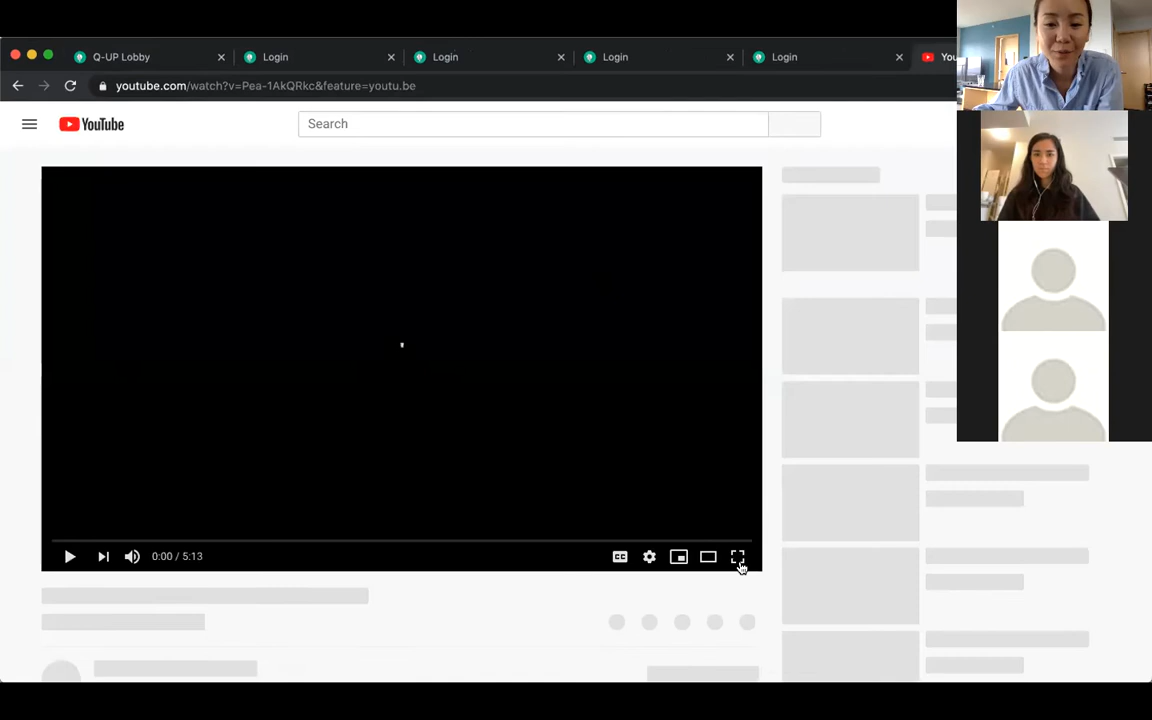 Q-UP Lobby
Login
Login
Login
Login
youtube.com/watch?v=Pea-1AkQRkc&feature=youtu.be
YouTube
Search
0:00 / 5:13
CC